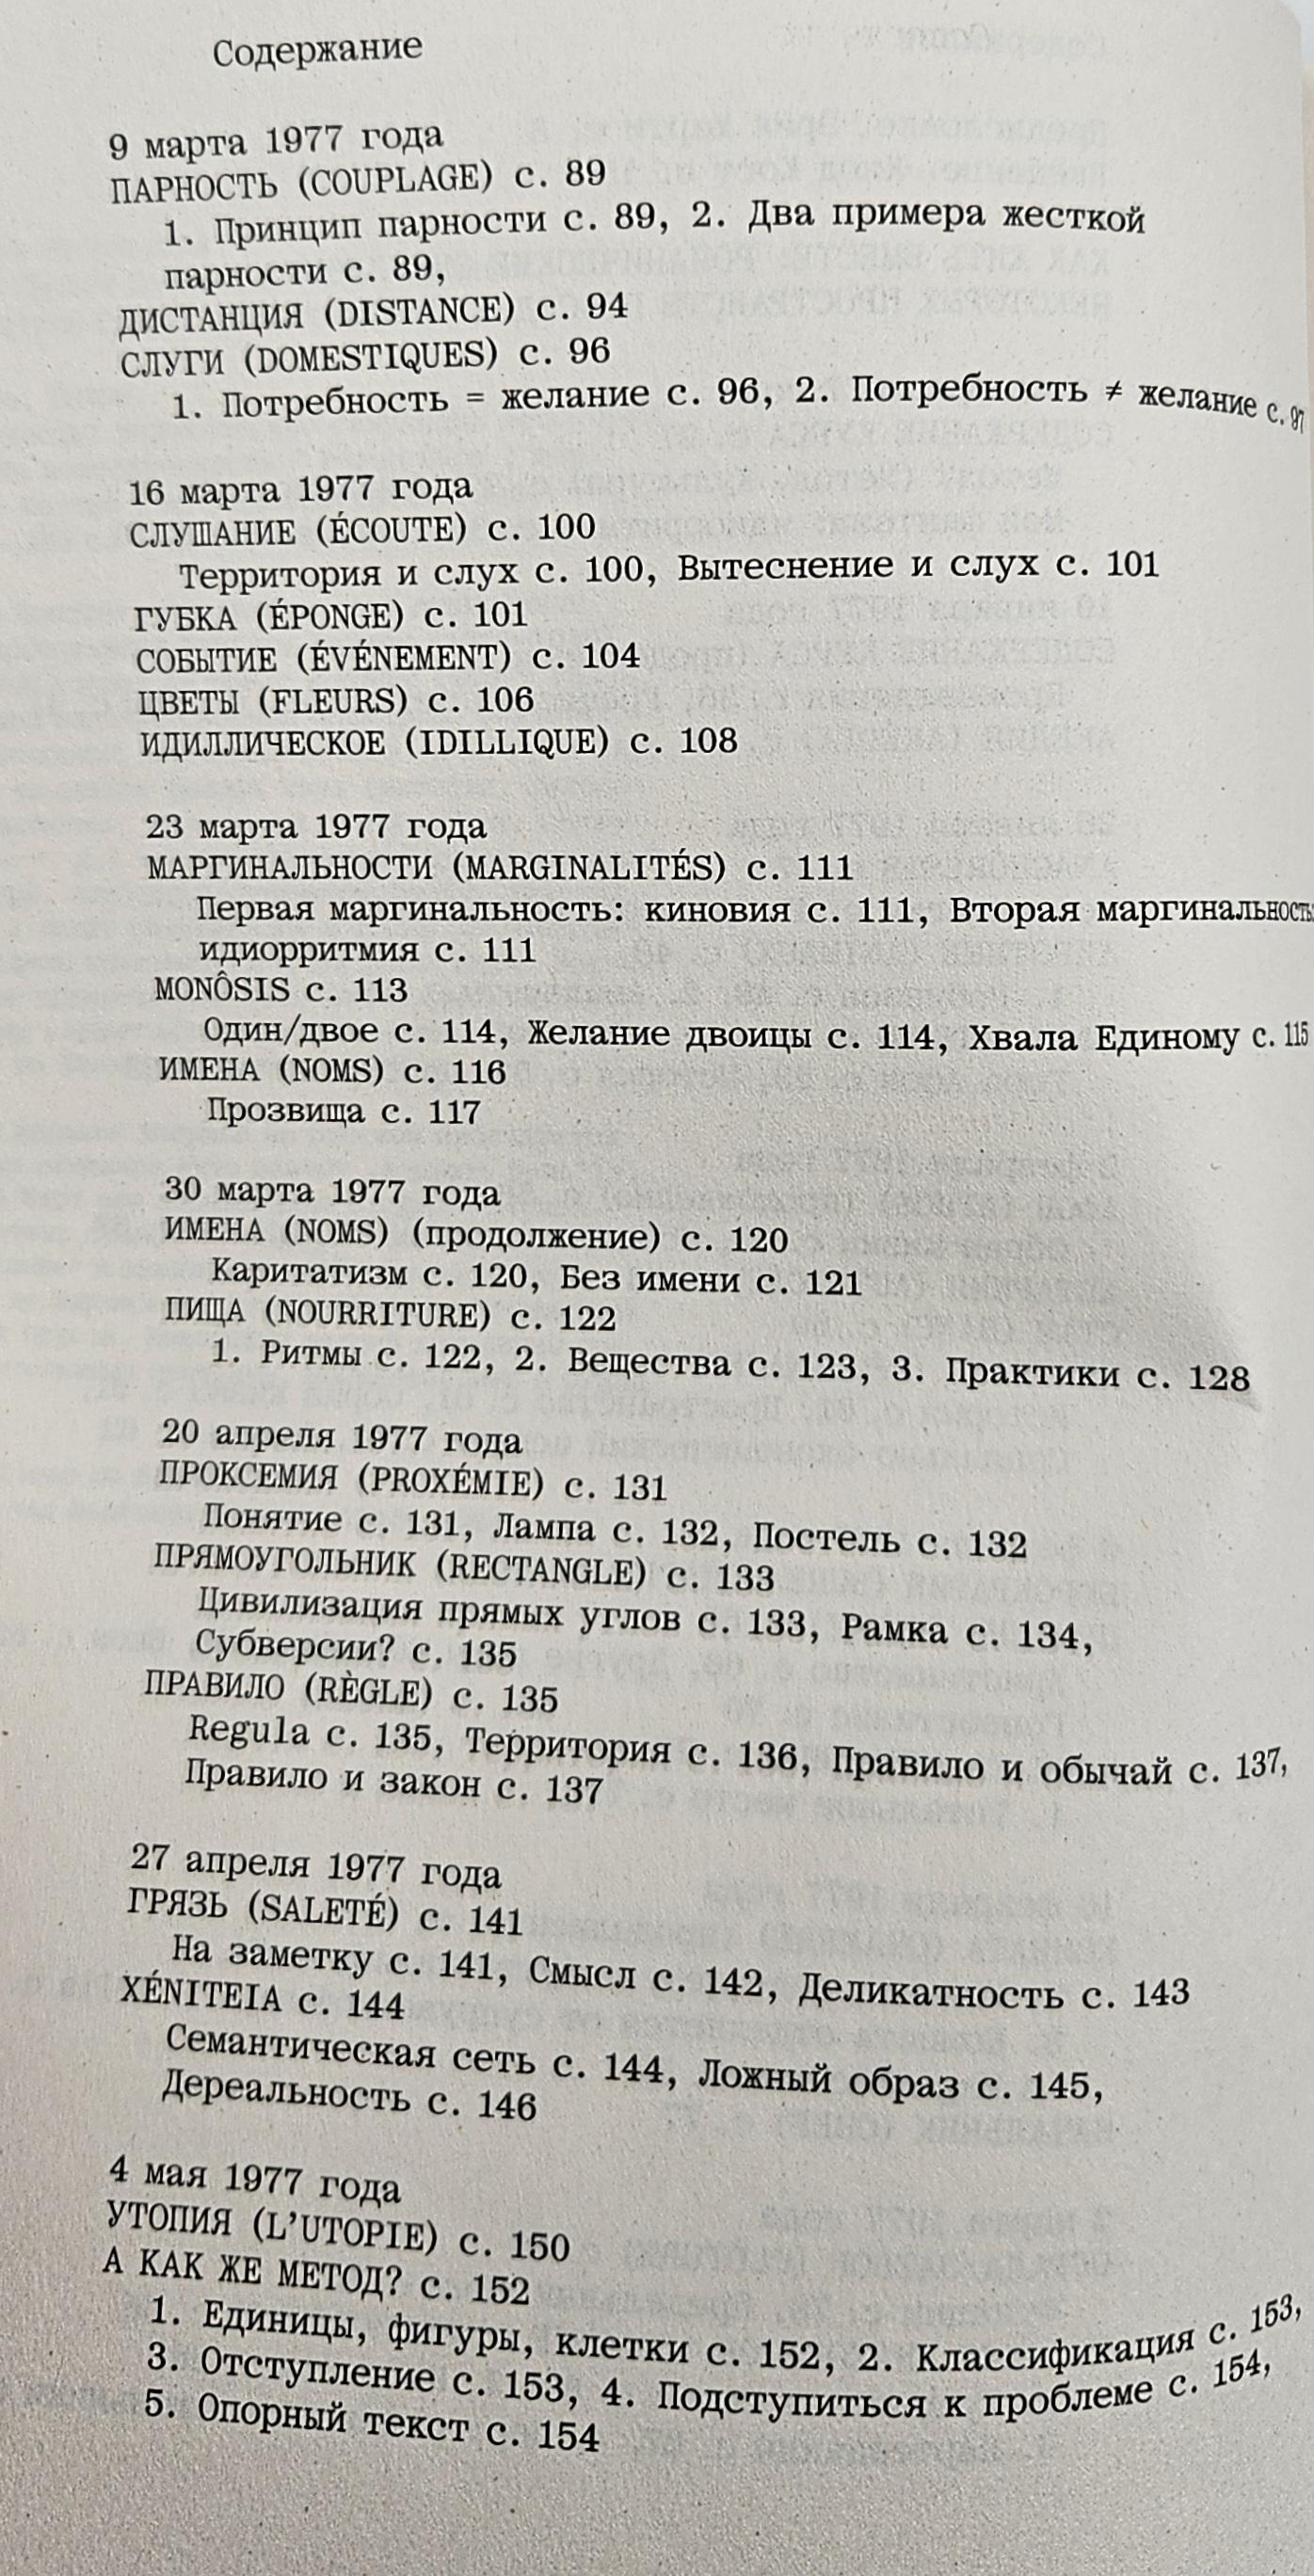 Содержание
9 марта 1977 года
ПАРНОСТЬ (COUPLAGE) с. 89
1. Принцип парности с. 89, 2. Два примера жесткой
парности с. 89,
ДИСТАНЦИЯ (DISTANCE) с. 94
СЛУГИ (DOMESTIQUES) с. 96
1. Потребность = желание с. 96, 2. Потребность ≠ желание с. 97
16 марта 1977 года
СЛУШАНИЕ (ÉCOUTE) с. 100
Территория и слух с. 100, Вытеснение и слух с. 101
ГУБКА (ÉPONGE) с. 101
СОБЫТИЕ (ÉVÉNEMENT) с. 104
ЦВЕТЫ (FLEURS) с. 106
ИДИЛЛИЧЕСКОЕ (IDILLIQUE) с. 108
23 марта 1977 года
МАРГИНАЛЬНОСТИ (MARGINALITÉS) с. 111
Первая маргинальность: киновия с. 111, Вторая маргинальность:
идиорритмия с. 111
MONÔSIS с. 113
Один/двое с. 114, Желание двоицы с. 114, Хвала Единому с. 115
ИМЕНА (NOMS) с. 116
Прозвища с. 117
30 марта 1977 года
ИМЕНА (NOMS) (продолжение) с. 120
Каритатизм с. 120, Без имени с. 121
ПИЩА (NOURRITURE) с. 122
1. Ритмы с. 122, 2. Вещества с. 123, 3. Практики с. 128
20 апреля 1977 года
ПРОКСЕМИЯ (PROXÉMIE) с. 131
Понятие с. 131, Лампа с. 132, Постель с. 132
ПРЯМОУГОЛЬНИК (RECTANGLE) с. 133
Цивилизация прямых углов с. 133, Рамка с. 134,
Субверсии? с. 135
ПРАВИЛО (RÈGLE) с. 135
Regula с. 135, Территория с. 136, Правило и обычай с. 137,
Правило и закон с. 137
27 апреля 1977 года
ГРЯЗЬ (SALETÉ) с. 141
На заметку с. 141, Смысл с. 142, Деликатность с. 143
XÉNITEIA с. 144
Семантическая сеть с. 144, Ложный образ с. 145,
Дереальность с. 146
4 мая 1977 года
УТОПИЯ (L'UTOPIE) с. 150
А КАК ЖЕ МЕТОД? с. 152
1. Единицы, фигуры, клетки с. 152, 2. Классификация с. 153,
3. Отступление с. 153, 4. Подступиться к проблеме с. 154,
5. Опорный текст с. 154